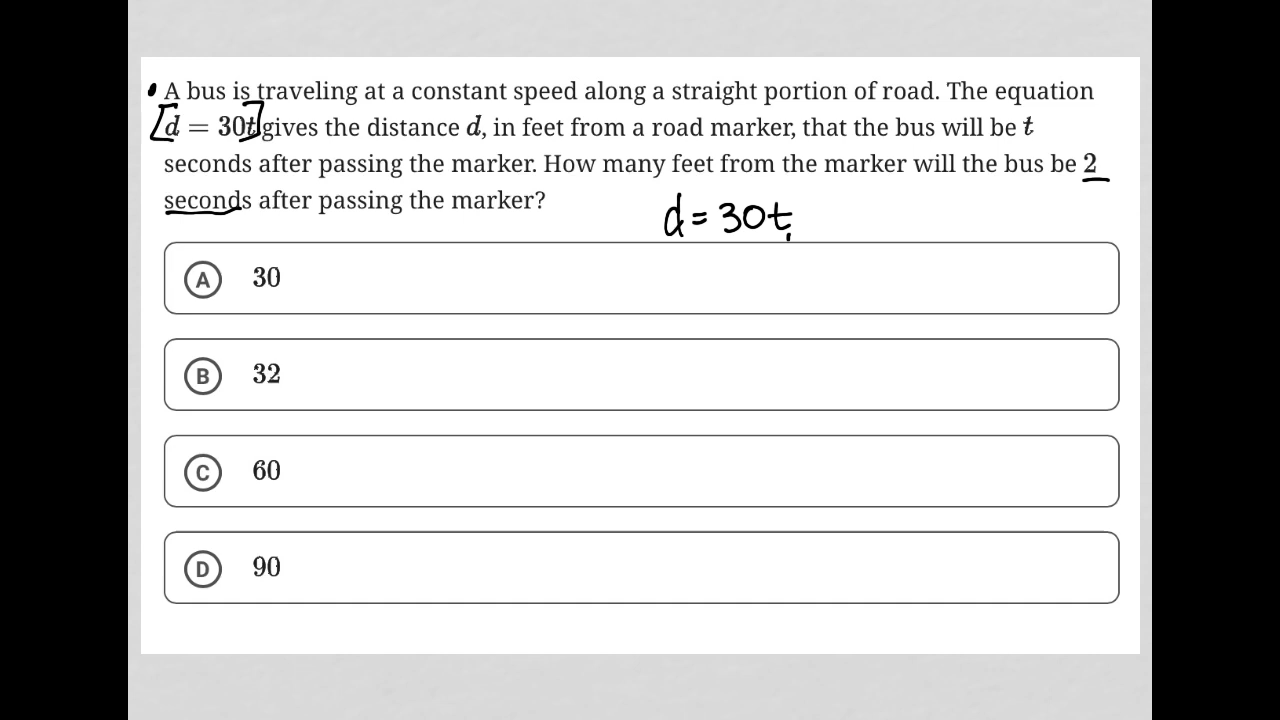 A bus is traveling at a constant speed along a straight portion of road. The equation
d = 30t gives the distance d, in feet from a road marker, that the bus will be t
seconds after passing the marker. How many feet from the marker will the bus be 2
seconds after passing the marker?
d = 30t
A 30
B 32
C 60
D 90